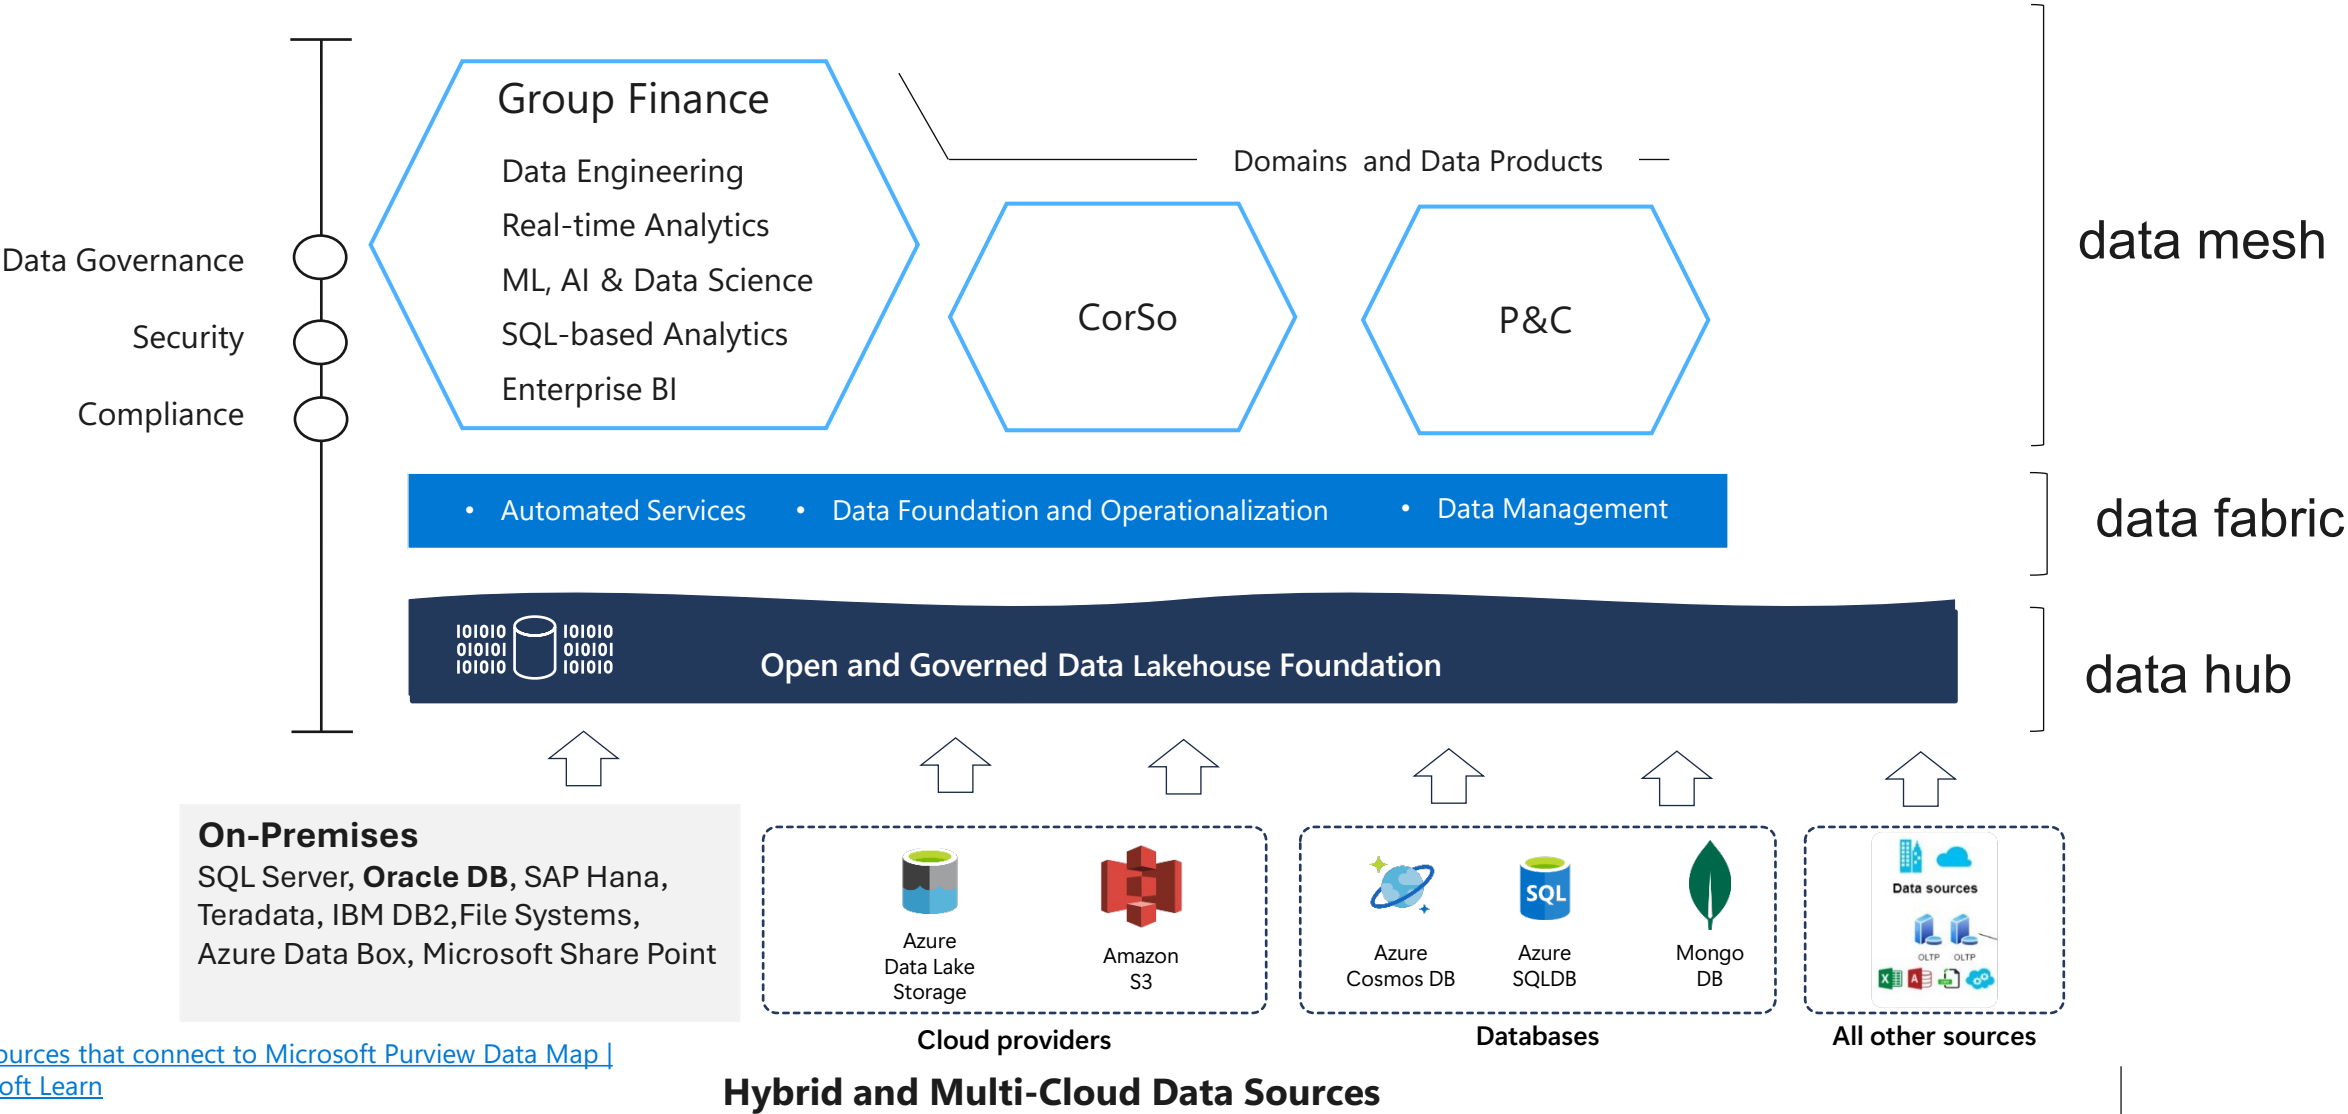 Group Finance
Data Engineering
Real-time Analytics
ML, AI & Data Science
SQL-based Analytics
Enterprise BI
Domains and Data Products
CorSo
P&C
Data Governance
Security
Compliance
data mesh
• Automated Services • Data Foundation and Operationalization • Data Management
data fabric
101010 101010
010101 010101
101010 101010
Open and Governed Data Lakehouse Foundation
data hub
On-Premises
SQL Server, Oracle DB, SAP Hana,
Teradata, IBM DB2,File Systems,
Azure Data Box, Microsoft Share Point
Azure
Data Lake
Storage
Amazon
S3
Cloud providers
Azure
Cosmos DB
SQL
Azure
SQLDB
Mongo
DB
Databases
Data sources
OLTP OLTP
All other sources
ources that connect to Microsoft Purview Data Map |
oft Learn
Hybrid and Multi-Cloud Data Sources